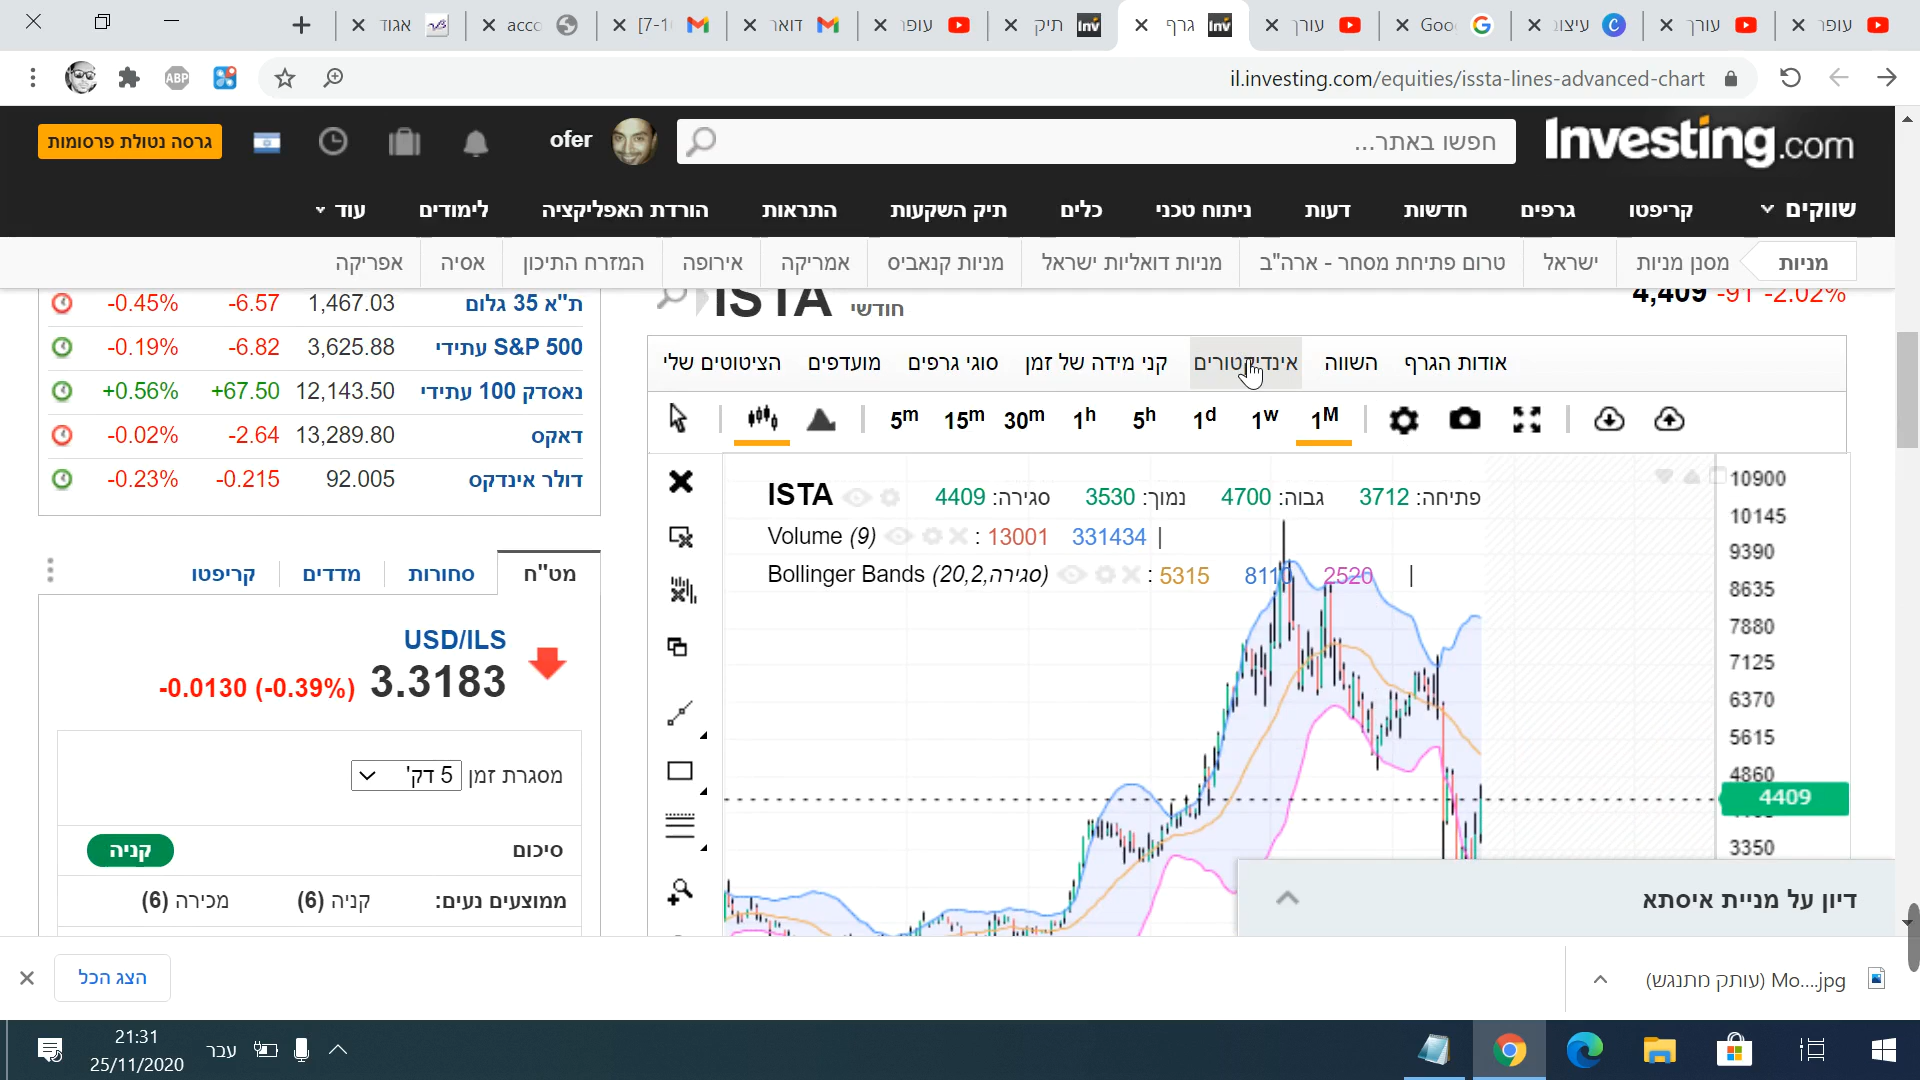 אגוד
acco
[7-1
דואר
עופר
תיק
גרף
עורך
Goo
עיצוב
עורך
עופר
il.investing.com/equities/issta-lines-advanced-chart
ABP
Investing.com
חפשו באתר...
ofer
גרסה נטולת פרסומות
שווקים קריפטו גרפים חדשות דעות ניתוח טכני כלים תיק השקעות התראות הורדת האפליקציה לימודים עוד
מניות מסנן מניות ישראל טרום פתיחת מסחר - ארה"ב מניות דואליות ישראל מניות קנאביס אמריקה אירופה המזרח התיכון אסיה אפריקה
ISTA חודשי
4,409 -91 -2.02%
אודות הגרף השווה אינדיקטורים קני מידה של זמן סוגי גרפים מועדפים הציטוטים שלי
5m 15m 30m 1h 5h 1d 1w 1M
ISTA סגירה: 4409 נמוך: 3530 גבוה: 4700 פתיחה: 3712
Volume (9) : 13001 331434 |
Bollinger Bands (20,2,סגירה) : 5315 8110 2520 |
10900
10145
9390
8635
7880
7125
6370
5615
4860
4409
3350
דיון על מניית איסתא
ת"א 35 גלום 1,467.03 -6.57 -0.45%
S&P 500 עתידי 3,625.88 -6.82 -0.19%
נאסדק 100 עתידי 12,143.50 +67.50 +0.56%
דאקס 13,289.80 -2.64 -0.02%
דולר אינדקס 92.005 -0.215 -0.23%
מט"ח סחורות מדדים קריפטו
USD/ILS
3.3183 -0.0130 (-0.39%)
מסגרת זמן 5 דק'
סיכום קניה
ממוצעים נעים: קניה (6) מכירה (6)
Mo....jpg (עותק מתנגש)
הצג הכל
עבר
21:31
25/11/2020